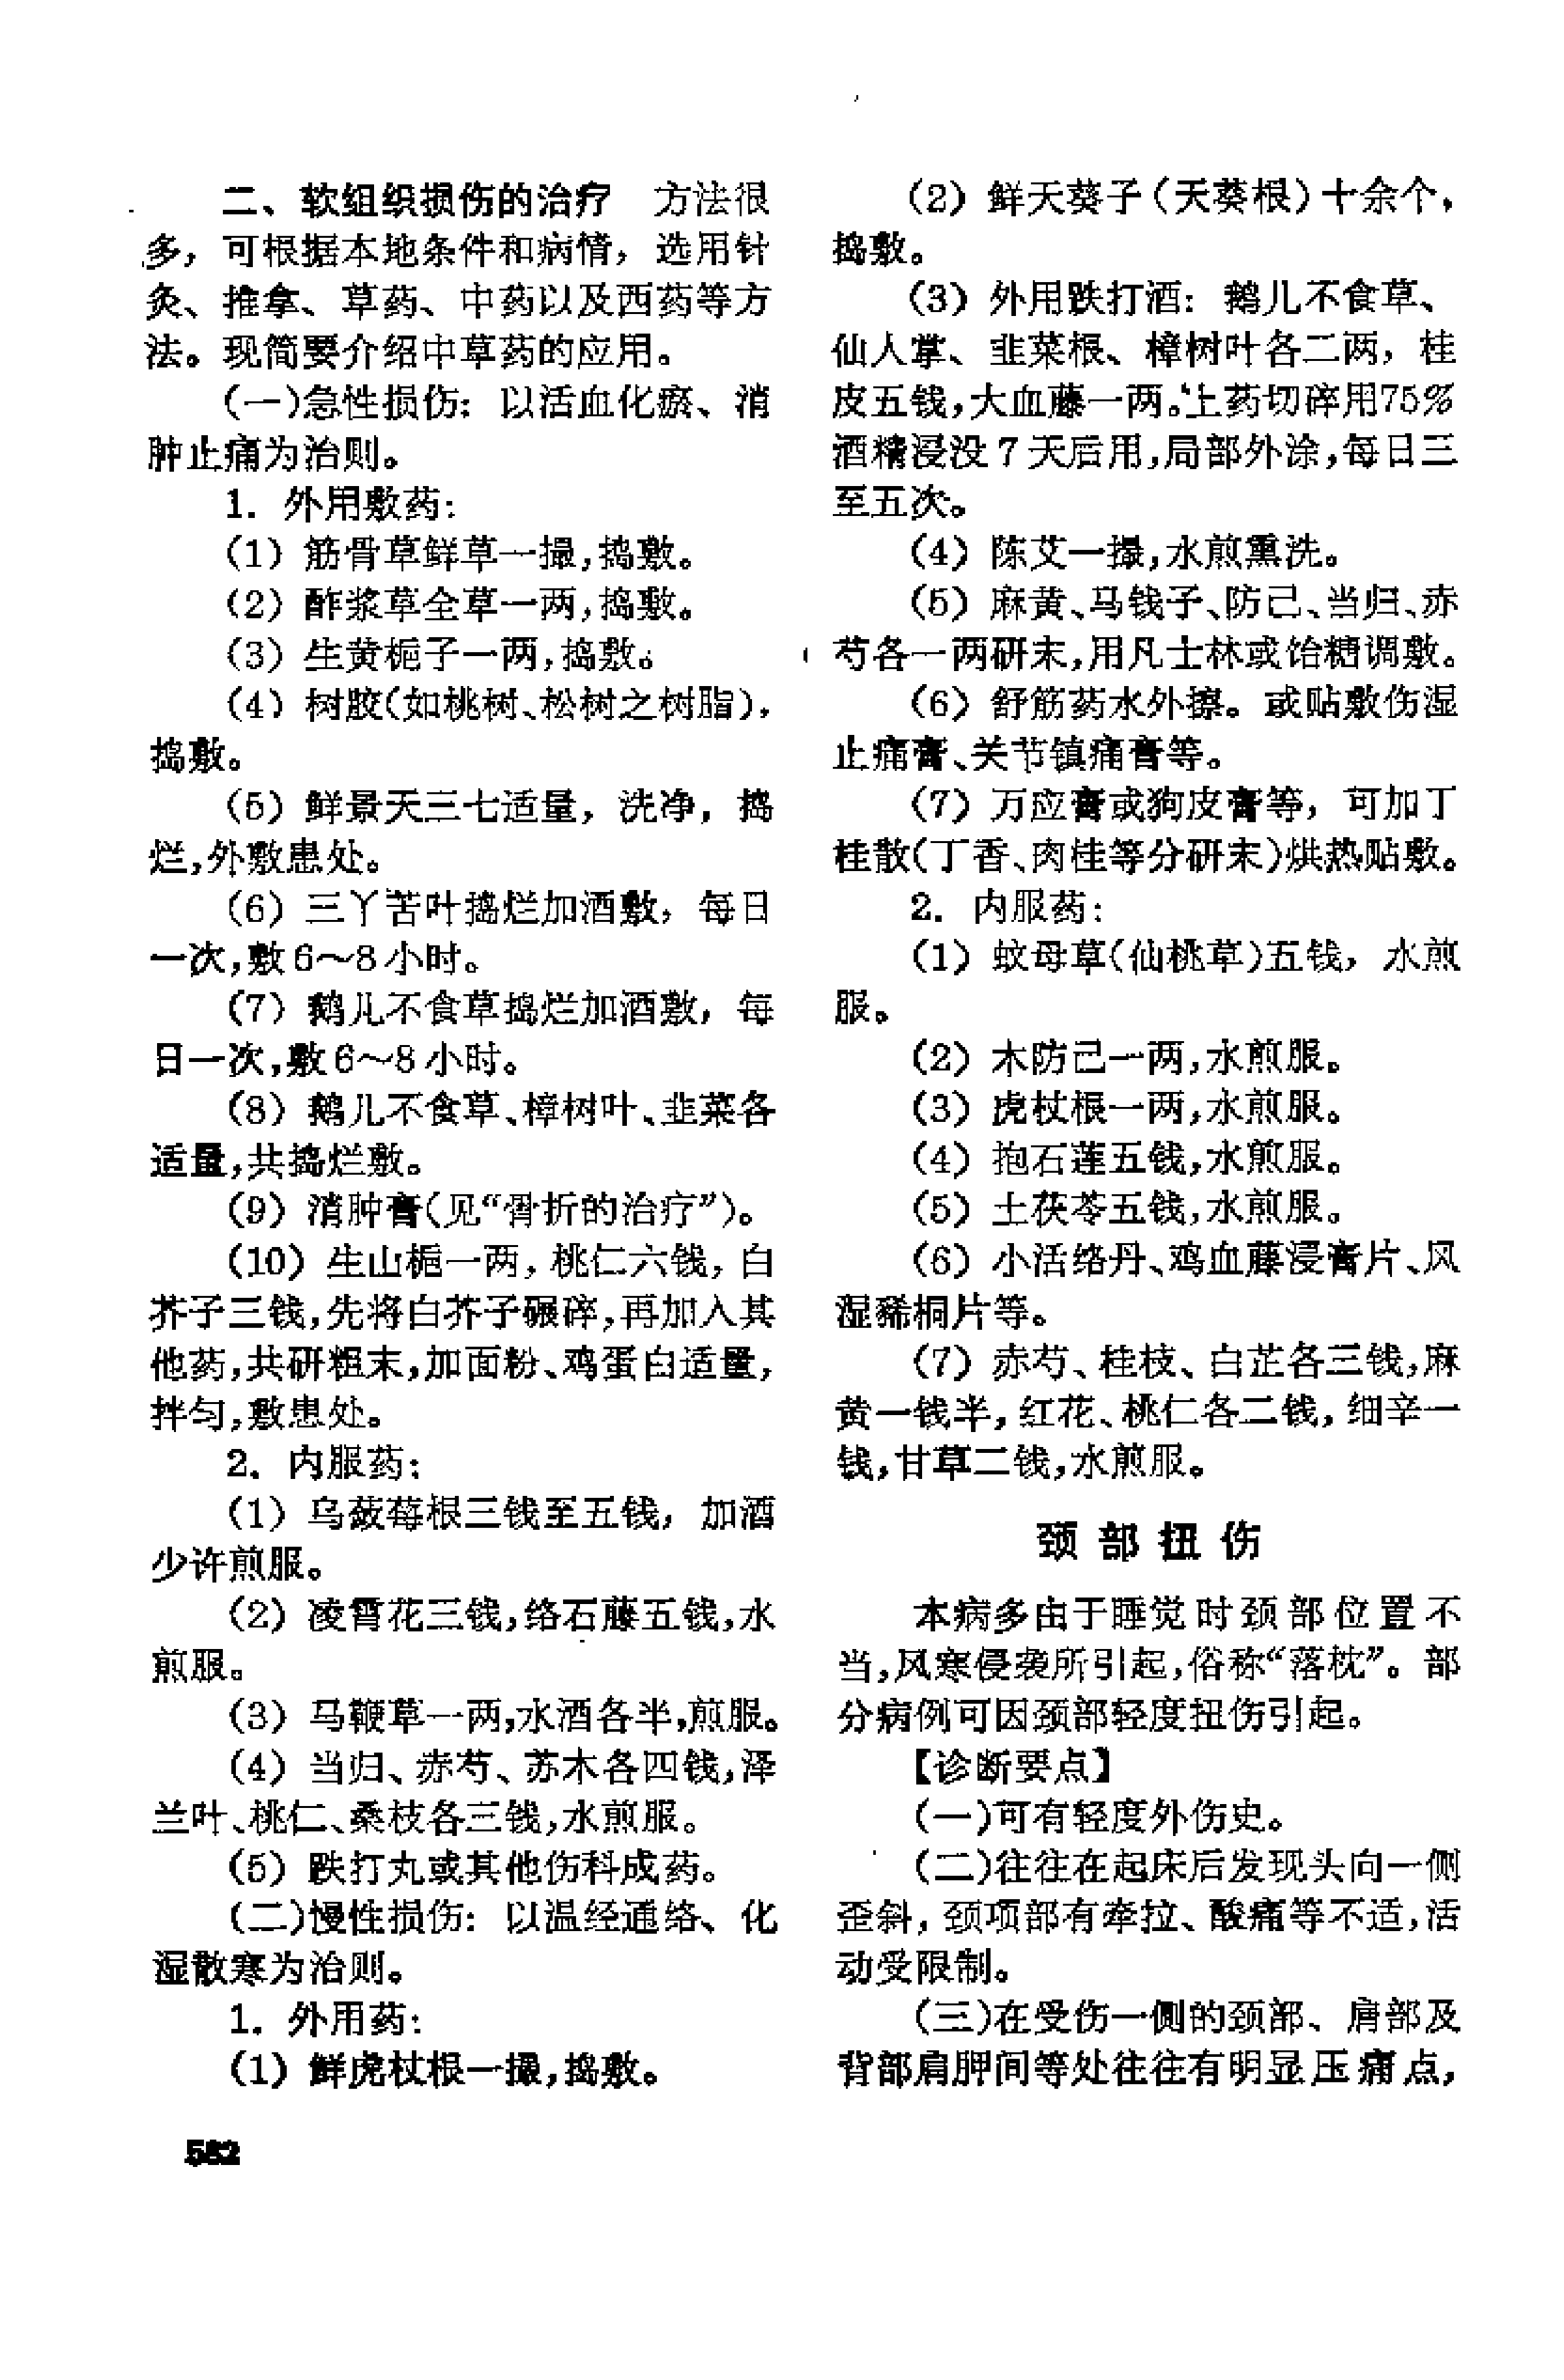 二、软组织损伤的治疗 方法很
多，可根据本地条件和病情，选用针
灸、推拿、草药、中药以及西药等方
法。现简要介绍中草药的应用。
(一)急性损伤：以活血化瘀、消
肿止痛为治则。
1. 外用敷药：
(1) 筋骨草鲜草一撮，捣敷。
(2) 酢浆草全草一两，捣敷。
(3) 生黄栀子一两，捣敷。
(4) 树胶(如桃树、松树之树脂)，
捣敷。
(5) 鲜景天三七适量，洗净，捣
烂，外敷患处。
(6) 三丫苦叶捣烂加酒敷，每日
一次，敷6～8小时。
(7) 鹅儿不食草捣烂加酒敷，每
日一次，敷6～8小时。
(8) 鹅儿不食草、樟树叶、韭菜各
适量，共捣烂敷。
(9) 消肿膏(见“骨折的治疗”)。
(10) 生山栀一两，桃仁六钱，白
芥子三钱，先将白芥子碾碎，再加入其
他药，共研粗末，加面粉、鸡蛋白适量，
拌匀，敷患处。
2. 内服药：
(1) 乌蔹莓根三钱至五钱，加酒
少许煎服。
(2) 凌霄花三钱，络石藤五钱，水
煎服。
(3) 马鞭草一两，水酒各半，煎服。
(4) 当归、赤芍、苏木各四钱，泽
兰叶、桃仁、桑枝各三钱，水煎服。
(5) 跌打丸或其他伤科成药。
(二)慢性损伤：以温经通络、化
湿散寒为治则。
1. 外用药：
(1) 鲜虎杖根一撮，捣敷。
(2) 鲜天葵子(天葵根)十余个，
捣敷。
(3) 外用跌打酒：鹅儿不食草、
仙人掌、韭菜根、樟树叶各二两，桂
皮五钱，大血藤一两。上药切碎用75%
酒精浸没7天后用，局部外涂，每日三
至五次。
(4) 陈艾一撮，水煎熏洗。
(5) 麻黄、马钱子、防己、当归、赤
芍各一两研末，用凡士林或饴糖调敷。
(6) 舒筋药水外擦。或贴敷伤湿
止痛膏、关节镇痛膏等。
(7) 万应膏或狗皮膏等，可加丁
桂散(丁香、肉桂等分研末)烘热贴敷。
2. 内服药：
(1) 蚊母草(仙桃草)五钱，水煎
服。
(2) 木防己一两，水煎服。
(3) 虎杖根一两，水煎服。
(4) 抱石莲五钱，水煎服。
(5) 土茯苓五钱，水煎服。
(6) 小活络丹、鸡血藤浸膏片、风
湿豨桐片等。
(7) 赤芍、桂枝、白芷各三钱，麻
黄一钱半，红花、桃仁各二钱，细辛一
钱，甘草二钱，水煎服。
颈部扭伤
本病多由于睡觉时颈部位置不
当，风寒侵袭所引起，俗称“落枕”。部
分病例可因颈部轻度扭伤引起。
【诊断要点】
(一)可有轻度外伤史。
(二)往往在起床后发现头向一侧
歪斜，颈项部有牵拉、酸痛等不适，活
动受限制。
(三)在受伤一侧的颈部、肩部及
背部肩胛间等处往往有明显压痛点，
582